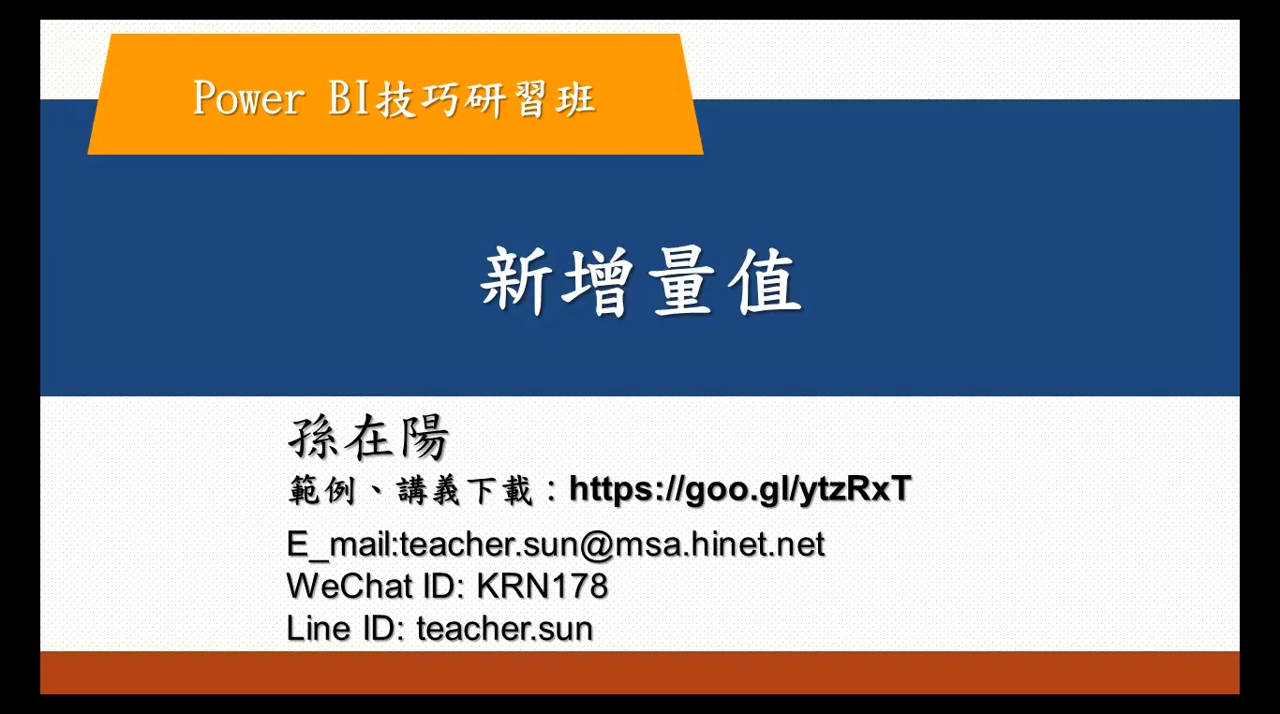 Power BI技巧研習班
新增量值
孫在陽
範例、講義下載：https://goo.gl/ytzRxT
E_mail:teacher.sun@msa.hinet.net
WeChat ID: KRN178
Line ID: teacher.sun